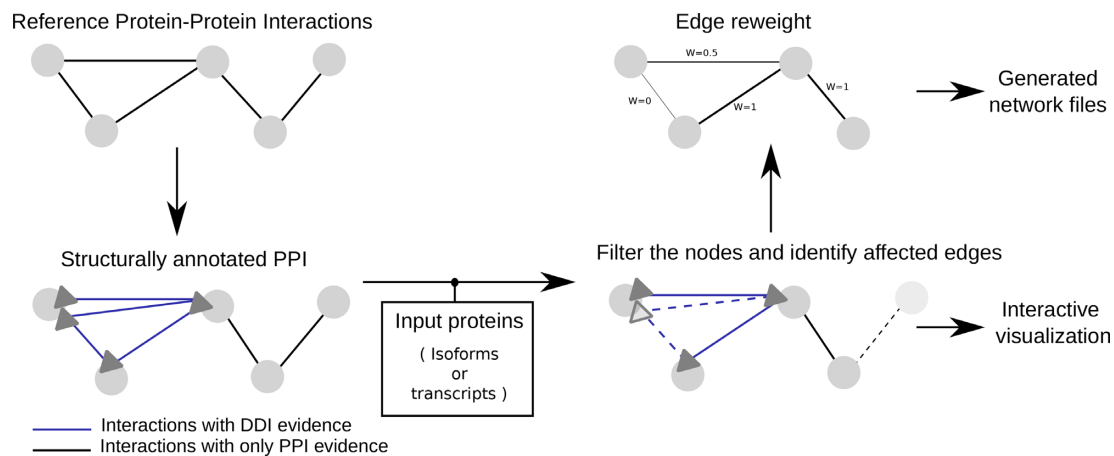 Reference Protein-Protein Interactions
Structurally annotated PPI
Interactions with DDI evidence
Interactions with only PPI evidence
Input proteins
( Isoforms
or
transcripts )
Edge reweight
W=0.5
W=0
W=1
W=1
Generated
network files
Filter the nodes and identify affected edges
Interactive
visualization